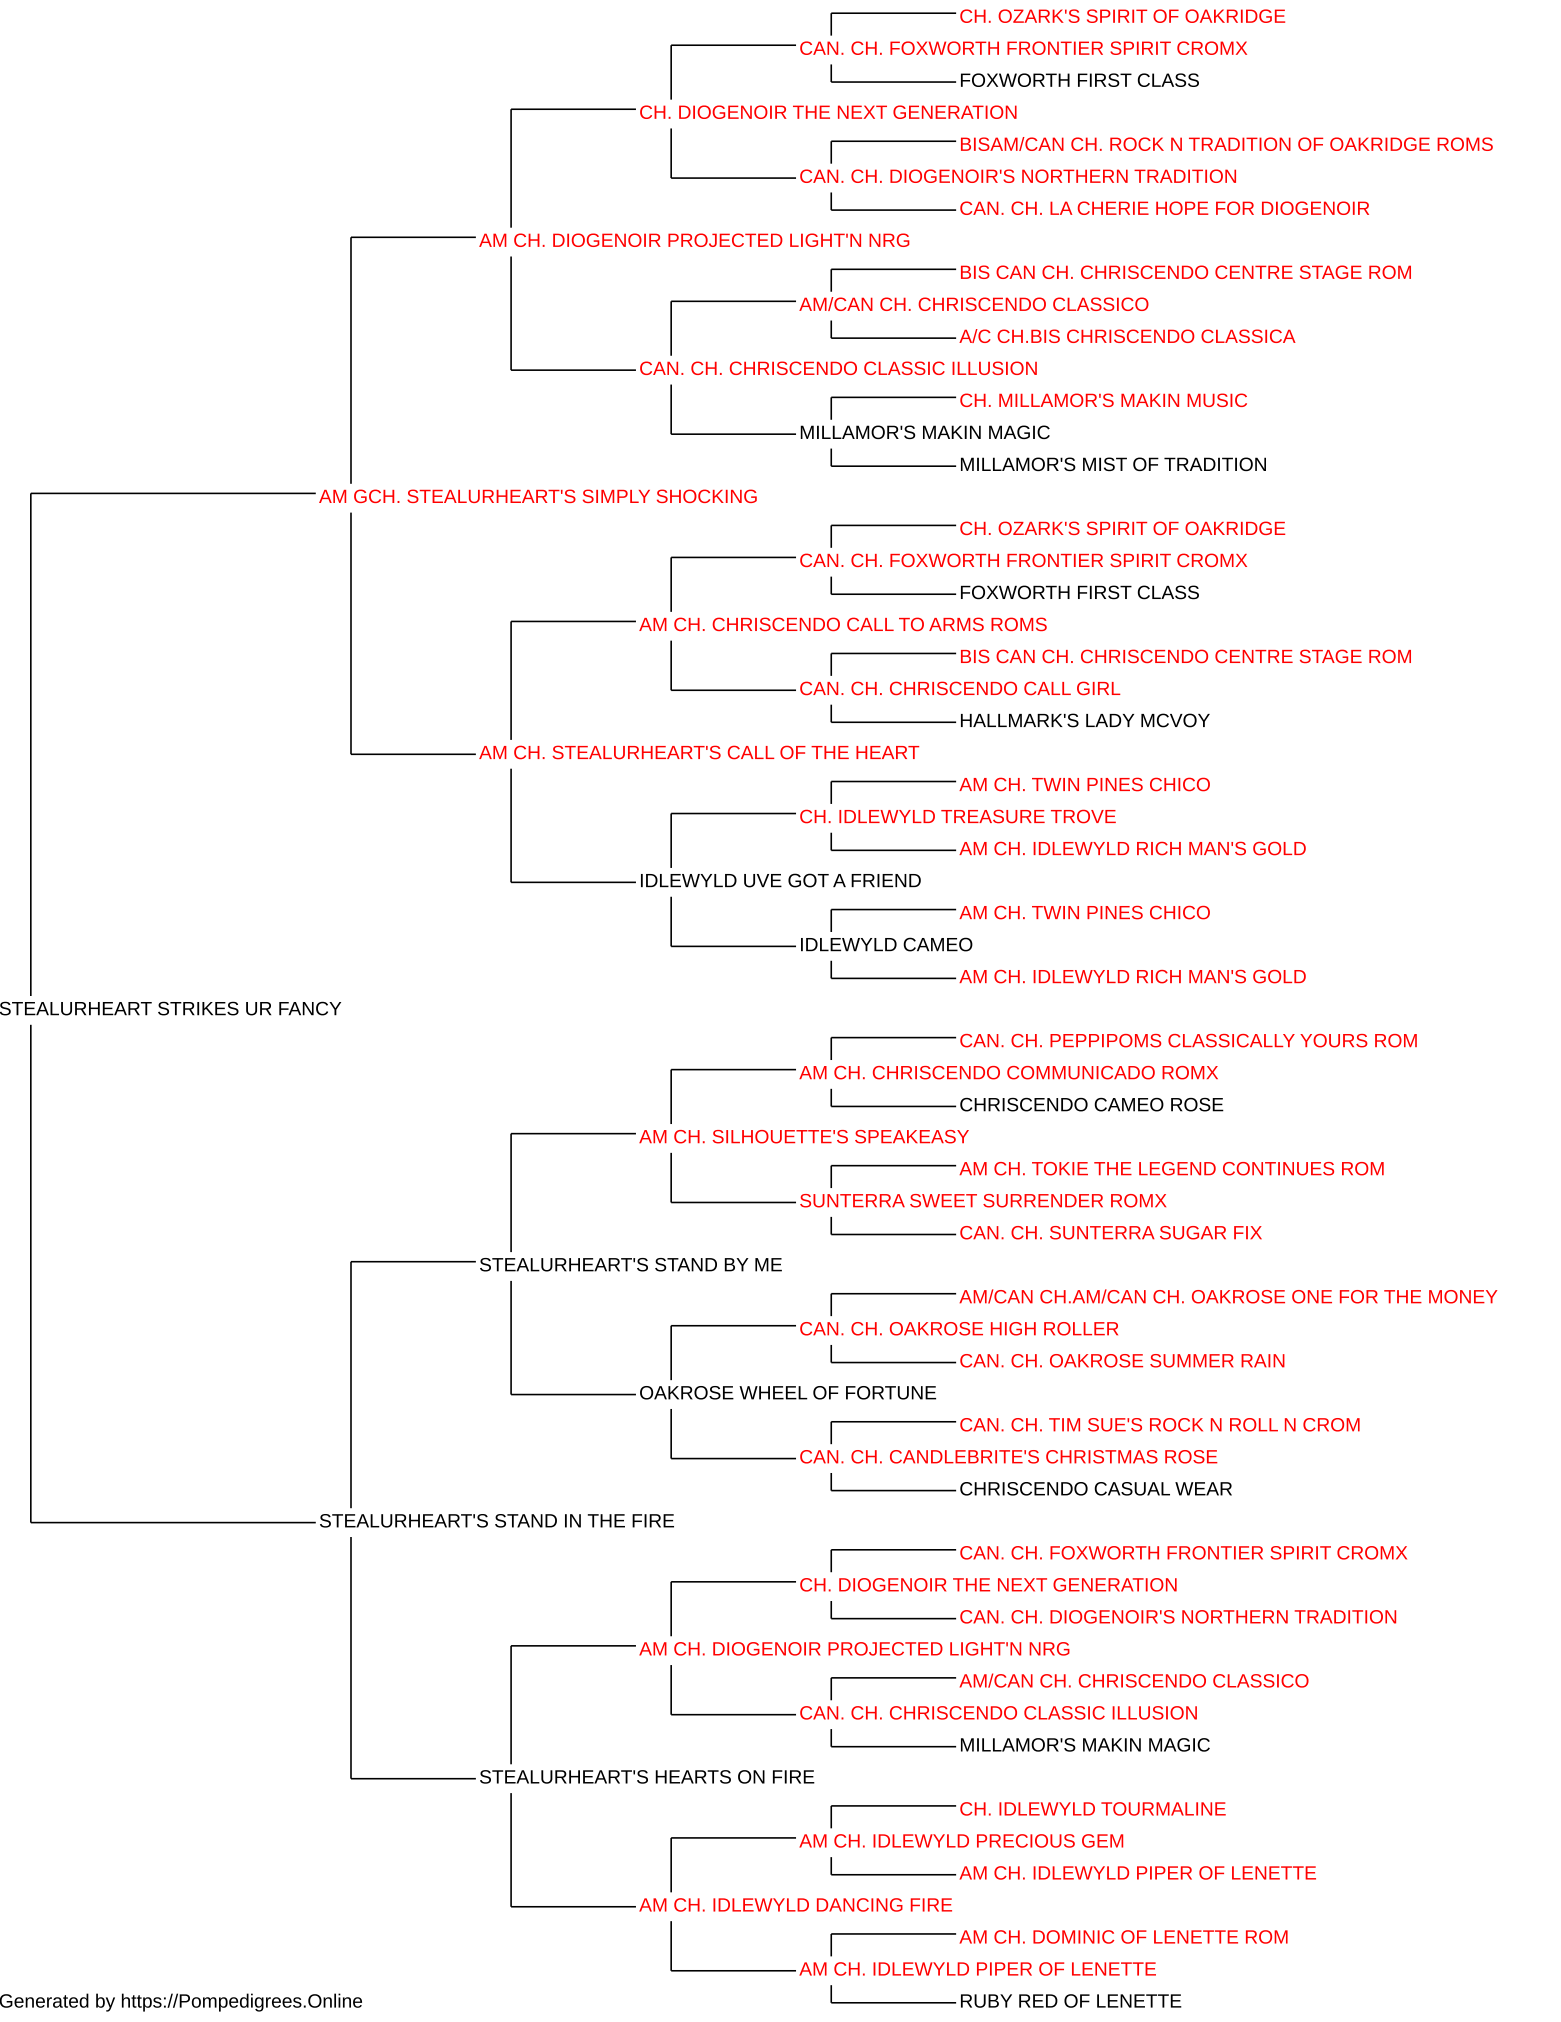 CH. OZARK'S SPIRIT OF OAKRIDGE
CAN. CH. FOXWORTH FRONTIER SPIRIT CROMX
FOXWORTH FIRST CLASS
CH. DIOGENOIR THE NEXT GENERATION
BISAM/CAN CH. ROCK N TRADITION OF OAKRIDGE ROMS
CAN. CH. DIOGENOIR'S NORTHERN TRADITION
CAN. CH. LA CHERIE HOPE FOR DIOGENOIR
AM CH. DIOGENOIR PROJECTED LIGHT'N NRG
BIS CAN CH. CHRISCENDO CENTRE STAGE ROM
AM/CAN CH. CHRISCENDO CLASSICO
A/C CH.BIS CHRISCENDO CLASSICA
CAN. CH. CHRISCENDO CLASSIC ILLUSION
CH. MILLAMOR'S MAKIN MUSIC
MILLAMOR'S MAKIN MAGIC
MILLAMOR'S MIST OF TRADITION
AM GCH. STEALURHEART'S SIMPLY SHOCKING
CH. OZARK'S SPIRIT OF OAKRIDGE
CAN. CH. FOXWORTH FRONTIER SPIRIT CROMX
FOXWORTH FIRST CLASS
AM CH. CHRISCENDO CALL TO ARMS ROMS
BIS CAN CH. CHRISCENDO CENTRE STAGE ROM
CAN. CH. CHRISCENDO CALL GIRL
HALLMARK'S LADY MCVOY
AM CH. STEALURHEART'S CALL OF THE HEART
AM CH. TWIN PINES CHICO
CH. IDLEWYLD TREASURE TROVE
AM CH. IDLEWYLD RICH MAN'S GOLD
IDLEWYLD UVE GOT A FRIEND
AM CH. TWIN PINES CHICO
IDLEWYLD CAMEO
AM CH. IDLEWYLD RICH MAN'S GOLD
STEALURHEART STRIKES UR FANCY
CAN. CH. PEPPIPOMS CLASSICALLY YOURS ROM
AM CH. CHRISCENDO COMMUNICADO ROMX
CHRISCENDO CAMEO ROSE
AM CH. SILHOUETTE'S SPEAKEASY
AM CH. TOKIE THE LEGEND CONTINUES ROM
SUNTERRA SWEET SURRENDER ROMX
CAN. CH. SUNTERRA SUGAR FIX
STEALURHEART'S STAND BY ME
AM/CAN CH.AM/CAN CH. OAKROSE ONE FOR THE MONEY
CAN. CH. OAKROSE HIGH ROLLER
CAN. CH. OAKROSE SUMMER RAIN
OAKROSE WHEEL OF FORTUNE
CAN. CH. TIM SUE'S ROCK N ROLL N CROM
CAN. CH. CANDLEBRITE'S CHRISTMAS ROSE
CHRISCENDO CASUAL WEAR
STEALURHEART'S STAND IN THE FIRE
CAN. CH. FOXWORTH FRONTIER SPIRIT CROMX
CH. DIOGENOIR THE NEXT GENERATION
CAN. CH. DIOGENOIR'S NORTHERN TRADITION
AM CH. DIOGENOIR PROJECTED LIGHT'N NRG
AM/CAN CH. CHRISCENDO CLASSICO
CAN. CH. CHRISCENDO CLASSIC ILLUSION
MILLAMOR'S MAKIN MAGIC
STEALURHEART'S HEARTS ON FIRE
CH. IDLEWYLD TOURMALINE
AM CH. IDLEWYLD PRECIOUS GEM
AM CH. IDLEWYLD PIPER OF LENETTE
AM CH. IDLEWYLD DANCING FIRE
AM CH. DOMINIC OF LENETTE ROM
AM CH. IDLEWYLD PIPER OF LENETTE
RUBY RED OF LENETTE
Generated by https://Pompedigrees.Online